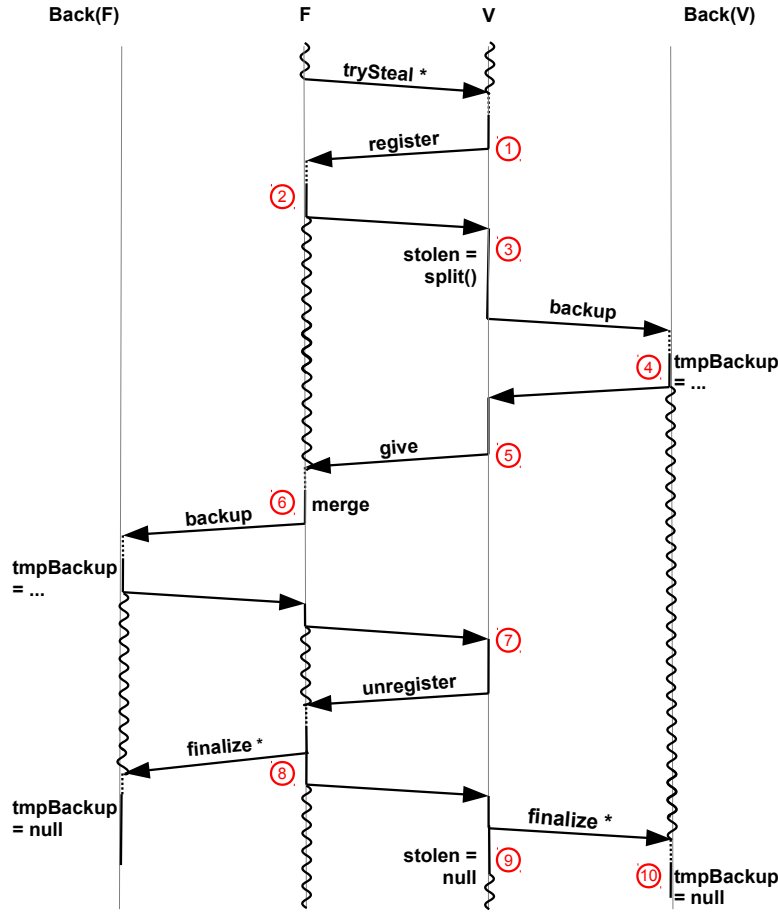 Back(F) F V Back(V)
trySteal *
register
1
2
3
stolen =
split()
backup
4
tmpBackup
= ...
give
5
6
merge
backup
tmpBackup
= ...
7
unregister
finalize *
8
tmpBackup
= null
finalize *
stolen =
null
9
10
tmpBackup
= null